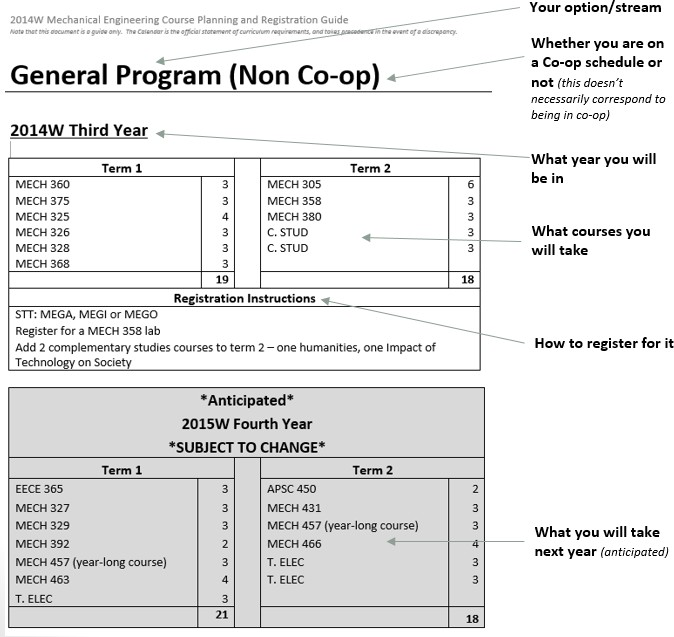 2014W Mechanical Engineering Course Planning and Registration Guide
Note that this document is a guide only. The Calendar is the official statement of curriculum requirements, and takes precedence in the event of a discrepancy.
Your option/stream
General Program (Non Co-op)
Whether you are on
a Co-op schedule or
not (this doesn't
necessarily correspond to
being in co-op)
2014W Third Year
What year you will
be in
Term 1 Term 2
MECH 360 3 MECH 305 6
MECH 375 3 MECH 358 3
MECH 325 4 MECH 380 3
MECH 326 3 C. STUD 3
MECH 328 3 C. STUD 3
MECH 368 3
19 18
What courses you
will take
Registration Instructions
STT: MEGA, MEGI or MEGO
Register for a MECH 358 lab
Add 2 complementary studies courses to term 2 – one humanities, one Impact of
Technology on Society
How to register for it
*Anticipated*
2015W Fourth Year
*SUBJECT TO CHANGE*
Term 1 Term 2
EECE 365 3 APSC 450 2
MECH 327 3 MECH 431 3
MECH 329 3 MECH 457 (year-long course) 3
MECH 392 2 MECH 466 4
MECH 457 (year-long course) 3 T. ELEC 3
MECH 463 4 T. ELEC 3
T. ELEC 3
21 18
What you will take
next year (anticipated)